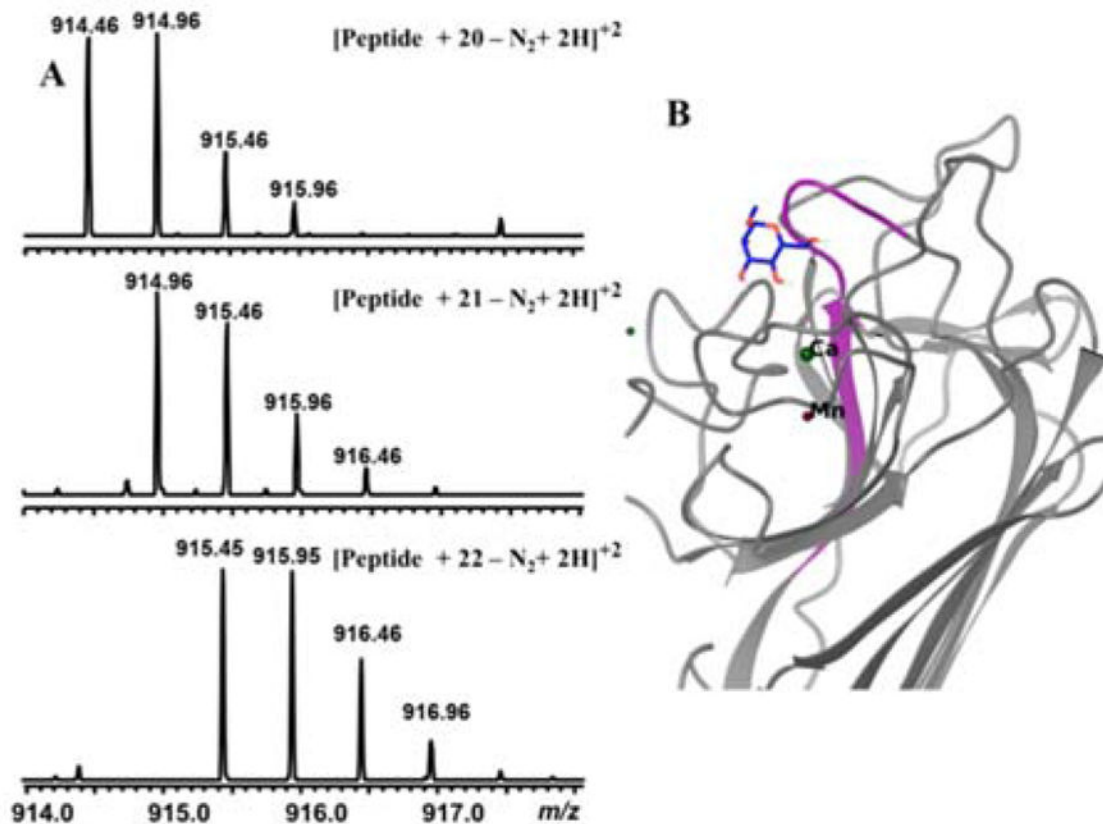 A
914.46
914.96
915.46
915.96
[Peptide + 20 – N₂+ 2H]⁺²
914.96
915.46
915.96
916.46
[Peptide + 21 – N₂+ 2H]⁺²
915.45
915.95
916.46
916.96
[Peptide + 22 – N₂+ 2H]⁺²
914.0 915.0 916.0 917.0 m/z
B
Ca
Mn